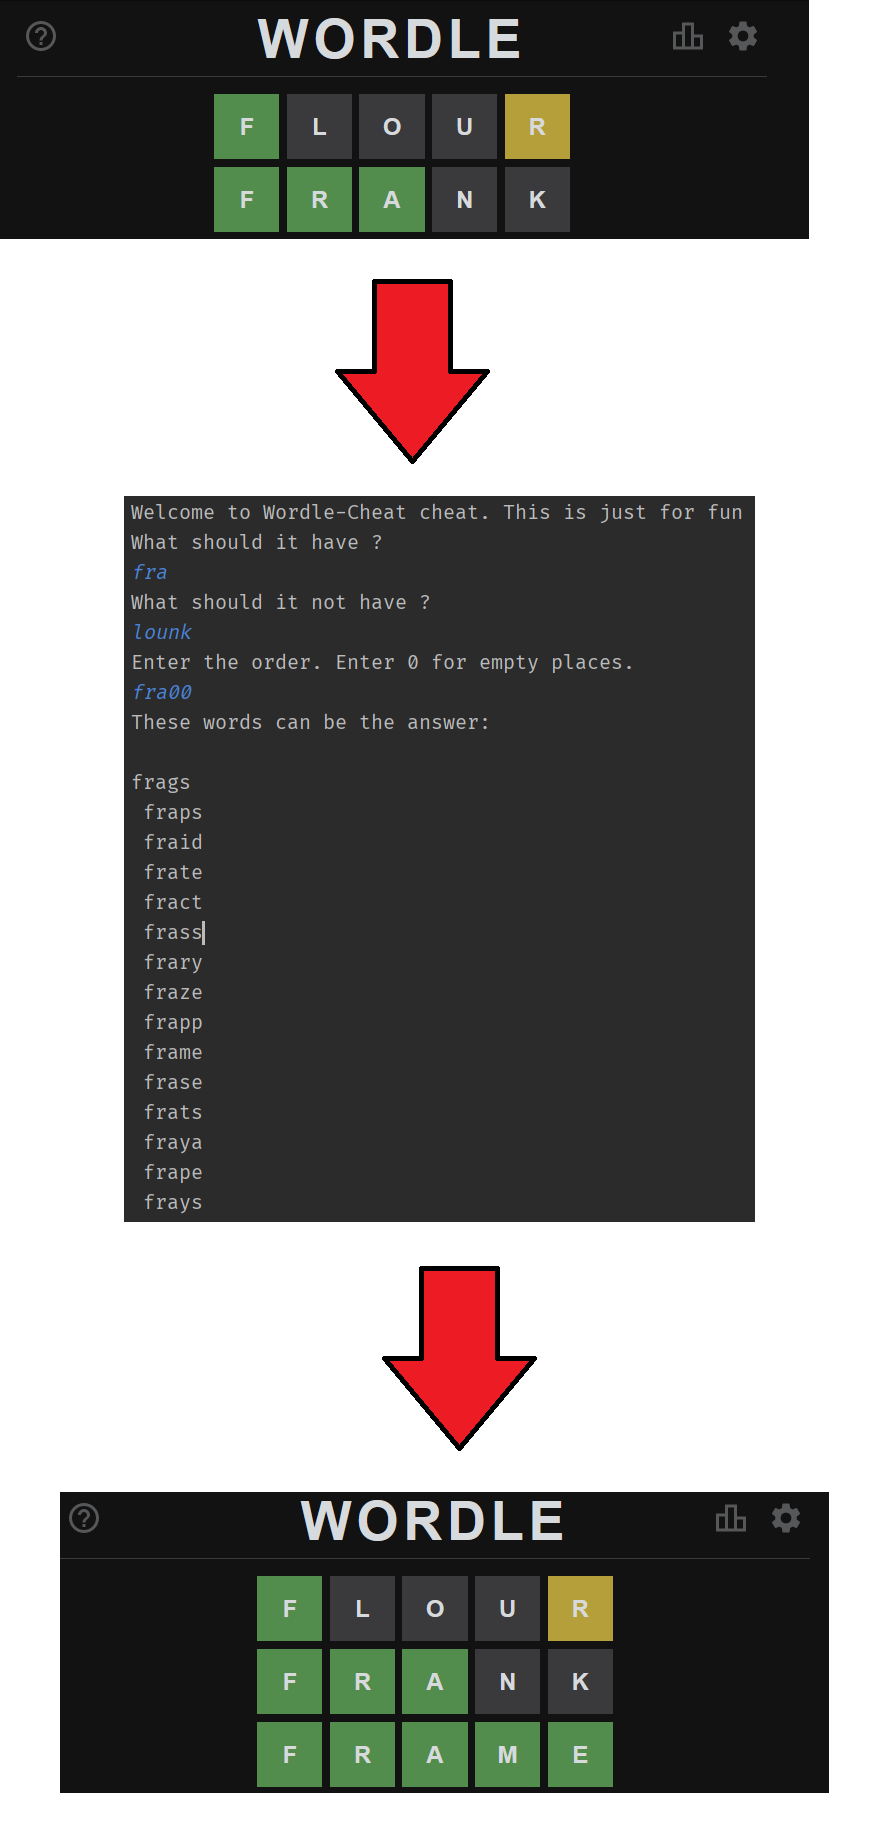 WORDLE
F L O U R
F R A N K
Welcome to Wordle-Cheat cheat. This is just for fun
What should it have ?
fra
What should it not have ?
lounk
Enter the order. Enter 0 for empty places.
fra00
These words can be the answer:
frags
fraps
fraid
frate
fract
frass
frary
fraze
frapp
frame
frase
frats
fraya
frape
frays
WORDLE
F L O U R
F R A N K
F R A M E